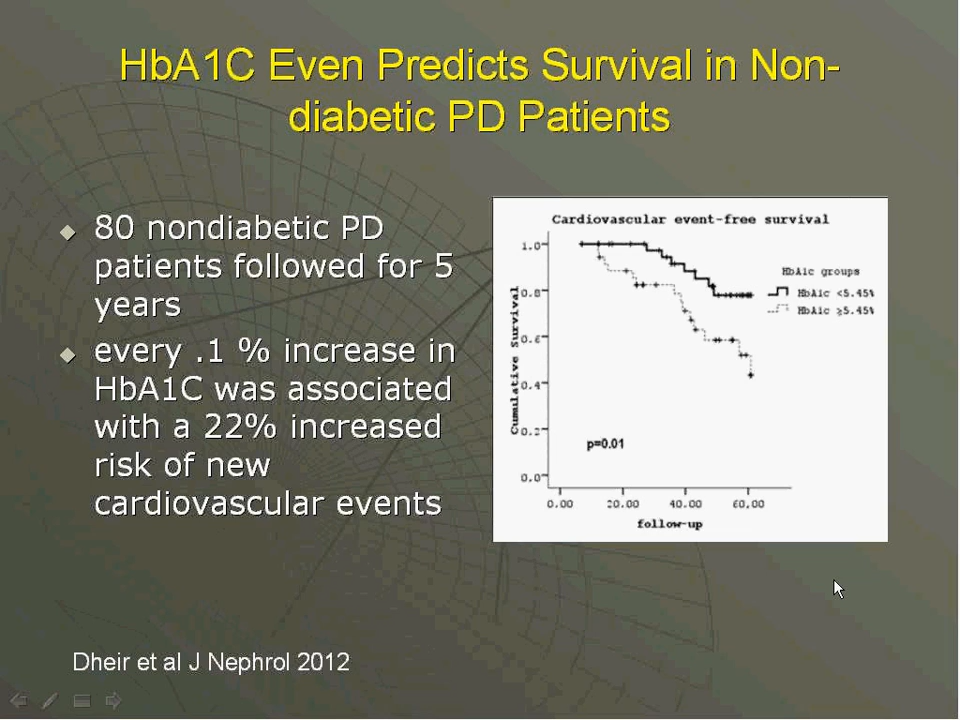 HbA1C Even Predicts Survival in Non-
diabetic PD Patients
80 nondiabetic PD
patients followed for 5
years
every .1 % increase in
HbA1C was associated
with a 22% increased
risk of new
cardiovascular events
Cardiovascular event-free survival
HbA1c groups
HbA1c <5.45%
HbA1c ≥5.45%
Cumulative Survival
1.0
0.8
0.6
0.4
0.2
0.0
p=0.01
0.00 20.00 40.00 60.00
follow-up
Dheir et al J Nephrol 2012